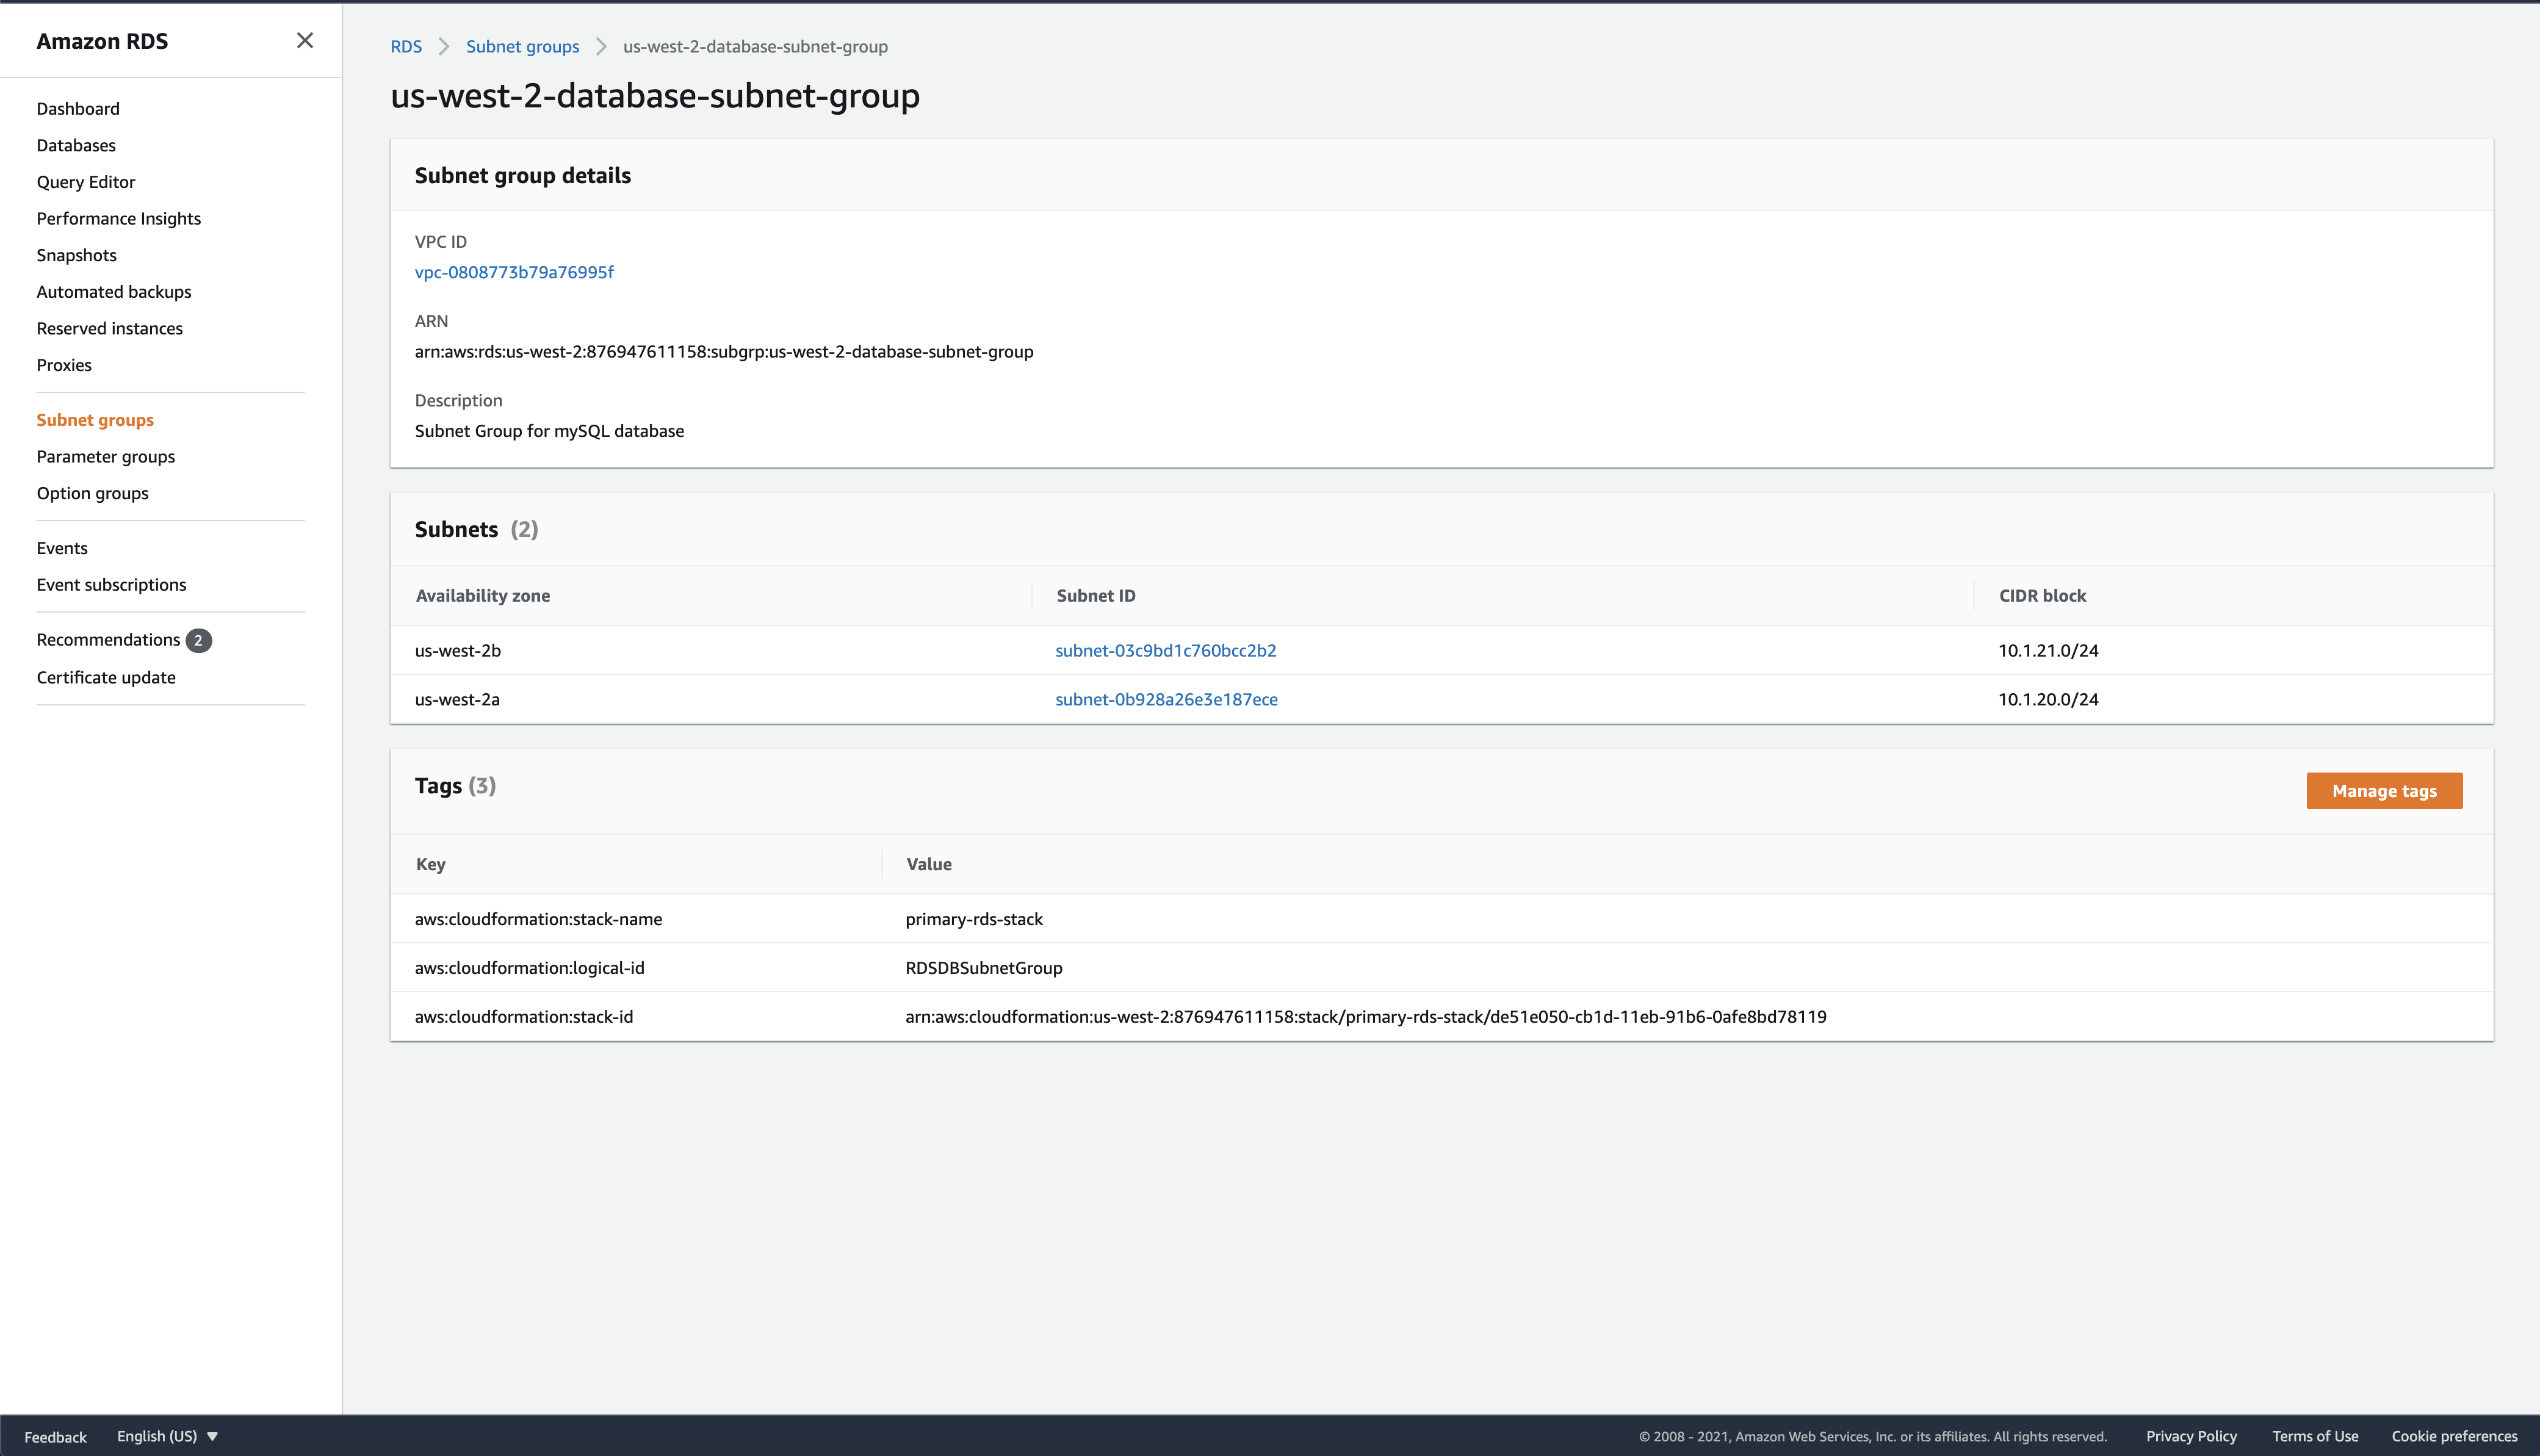 Amazon RDS
Dashboard
Databases
Query Editor
Performance Insights
Snapshots
Automated backups
Reserved instances
Proxies
Subnet groups
Parameter groups
Option groups
Events
Event subscriptions
Recommendations 2
Certificate update
RDS Subnet groups us-west-2-database-subnet-group
us-west-2-database-subnet-group
Subnet group details
VPC ID
vpc-0808773b79a76995f
ARN
arn:aws:rds:us-west-2:876947611158:subgrp:us-west-2-database-subnet-group
Description
Subnet Group for mySQL database
Subnets (2)
Availability zone Subnet ID CIDR block
us-west-2b subnet-03c9bd1c760bcc2b2 10.1.21.0/24
us-west-2a subnet-0b928a26e3e187ece 10.1.20.0/24
Tags (3)
Manage tags
Key Value
aws:cloudformation:stack-name primary-rds-stack
aws:cloudformation:logical-id RDSDBSubnetGroup
aws:cloudformation:stack-id arn:aws:cloudformation:us-west-2:876947611158:stack/primary-rds-stack/de51e050-cb1d-11eb-91b6-0afe8bd78119
Feedback English (US) © 2008 - 2021, Amazon Web Services, Inc. or its affiliates. All rights reserved. Privacy Policy Terms of Use Cookie preferences